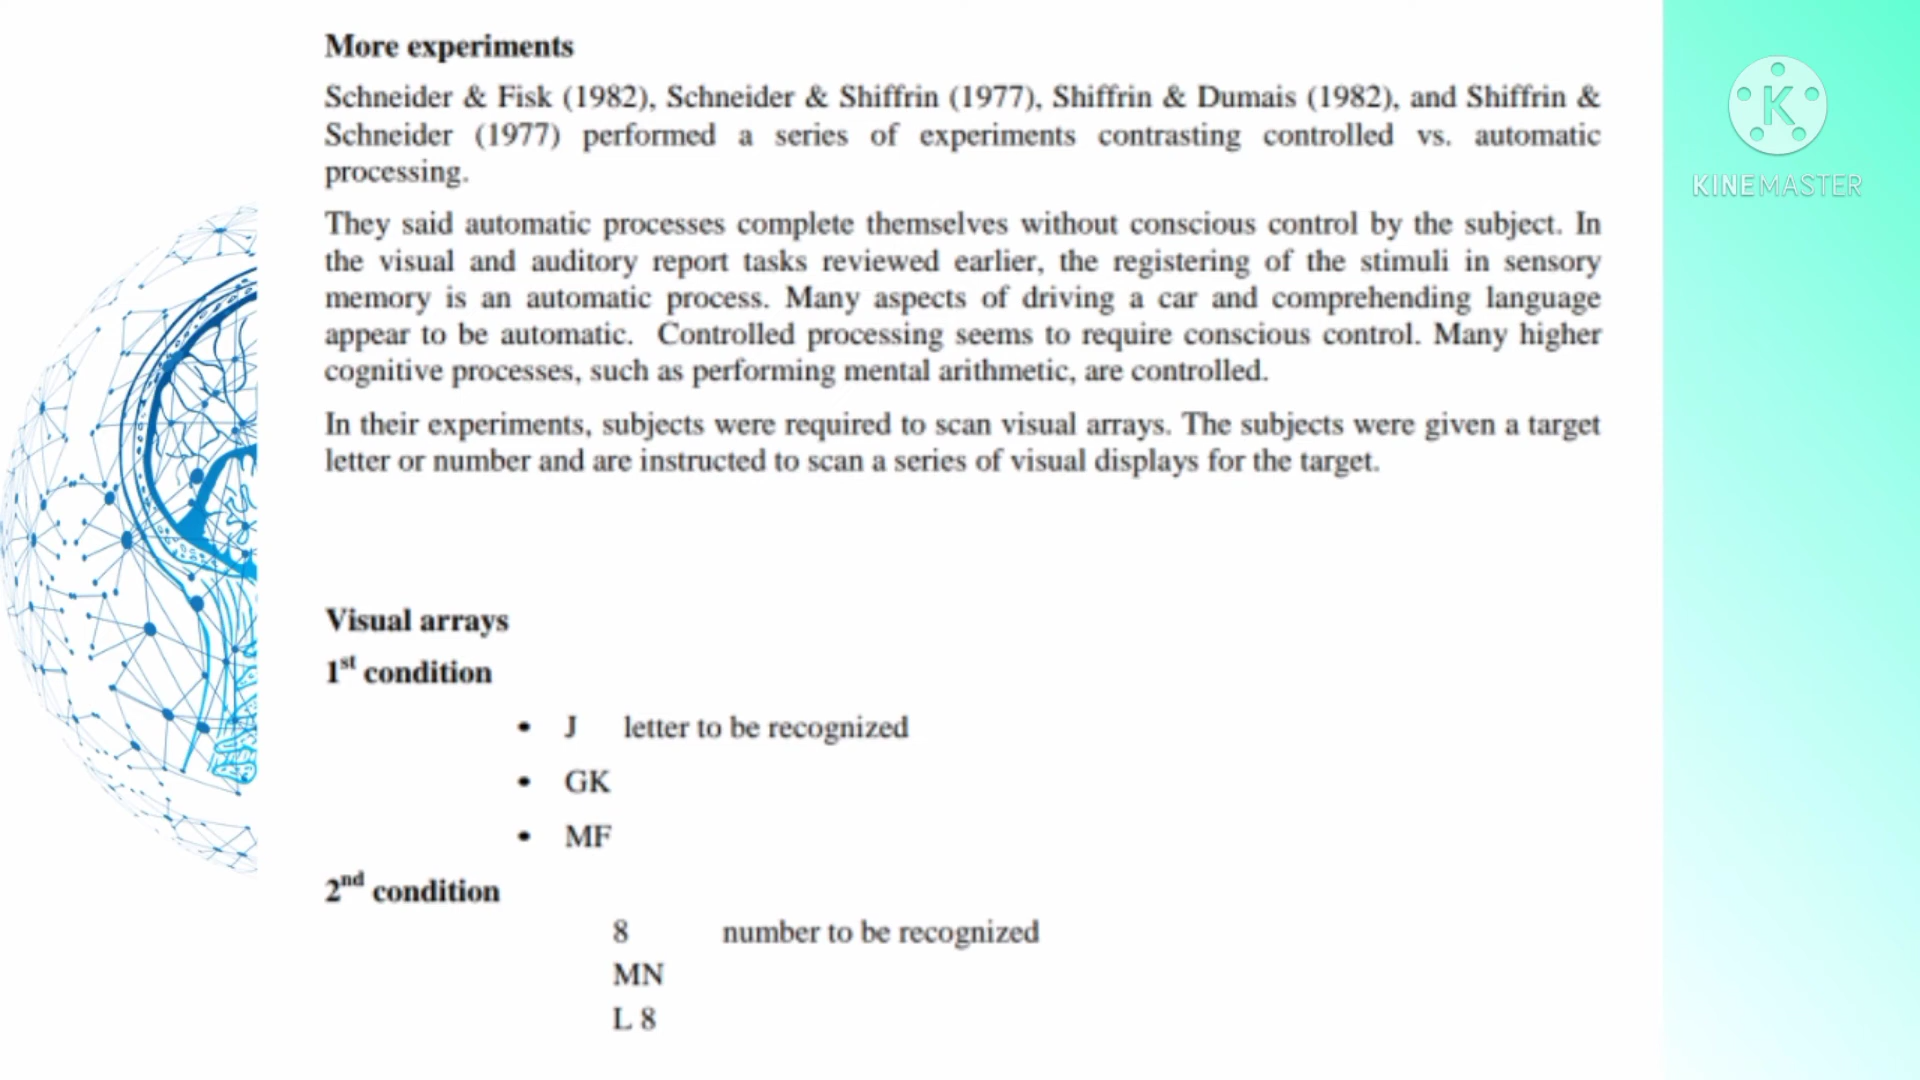 More experiments
Schneider & Fisk (1982), Schneider & Shiffrin (1977), Shiffrin & Dumais (1982), and Shiffrin &
Schneider (1977) performed a series of experiments contrasting controlled vs. automatic
processing.
They said automatic processes complete themselves without conscious control by the subject. In
the visual and auditory report tasks reviewed earlier, the registering of the stimuli in sensory
memory is an automatic process. Many aspects of driving a car and comprehending language
appear to be automatic. Controlled processing seems to require conscious control. Many higher
cognitive processes, such as performing mental arithmetic, are controlled.
In their experiments, subjects were required to scan visual arrays. The subjects were given a target
letter or number and are instructed to scan a series of visual displays for the target.
Visual arrays
1st condition
• J letter to be recognized
• GK
• MF
2nd condition
8 number to be recognized
MN
L 8
K
KINEMASTER